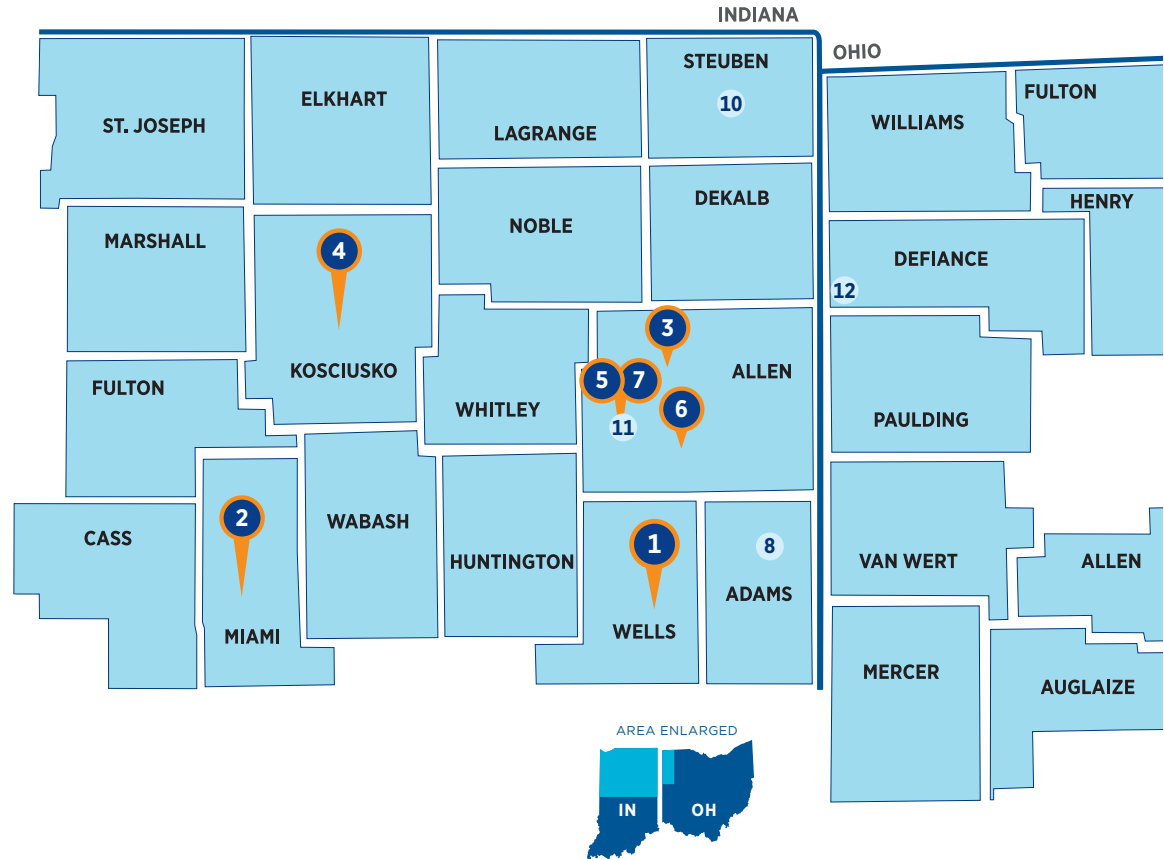 INDIANA
OHIO
STEUBEN
10
ELKHART
ST. JOSEPH
LAGRANGE
WILLIAMS
FULTON
DEKALB
HENRY
NOBLE
MARSHALL
4
DEFIANCE
12
3
KOSCIUSKO
5
7
ALLEN
FULTON
WHITLEY
6
11
PAULDING
2
WABASH
CASS
1
8
HUNTINGTON
VAN WERT
ALLEN
ADAMS
MIAMI
WELLS
MERCER
AUGLAIZE
AREA ENLARGED
IN
OH